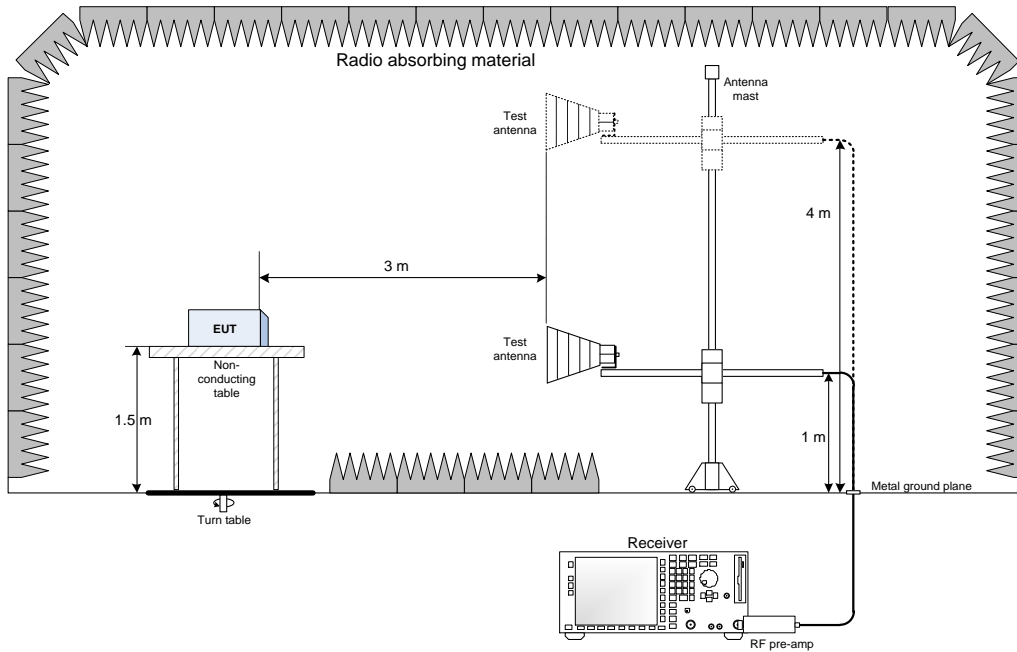 Radio absorbing material
Antenna
mast
Test
antenna
4 m
3 m
EUT
Test
antenna
Non-
conducting
table
1.5 m
1 m
Metal ground plane
Turn table
Receiver
RF pre-amp